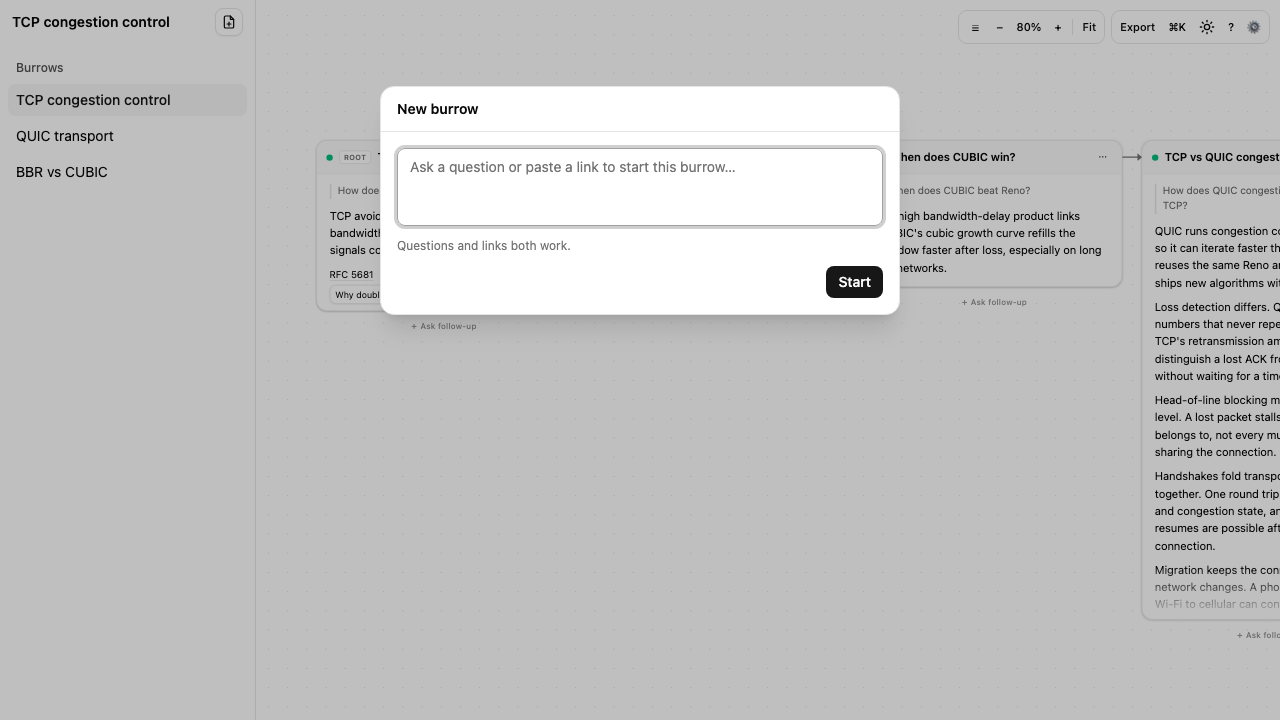 TCP congestion control
Burrows
TCP congestion control
QUIC transport
BBR vs CUBIC
80%
Fit
Export ⌘K ?
New burrow
Ask a question or paste a link to start this burrow...
Questions and links both work.
Start
ROOT
How doe
TCP avoid
bandwidth
signals co
RFC 5681
Why doubl
+ Ask follow-up
hen does CUBIC win?
hen does CUBIC beat Reno?
high bandwidth-delay product links
BIC's cubic growth curve refills the
dow faster after loss, especially on long
networks.
+ Ask follow-up
TCP vs QUIC congest
How does QUIC congesti
TCP?
QUIC runs congestion co
so it can iterate faster th
reuses the same Reno an
ships new algorithms wit
Loss detection differs. Q
numbers that never repe
TCP's retransmission am
distinguish a lost ACK fro
without waiting for a time
Head-of-line blocking m
level. A lost packet stalls
belongs to, not every mu
sharing the connection.
Handshakes fold transpo
together. One round trip
and congestion state, an
resumes are possible aft
connection.
Migration keeps the conn
network changes. A pho
Wi-Fi to cellular can con
+ Ask follo